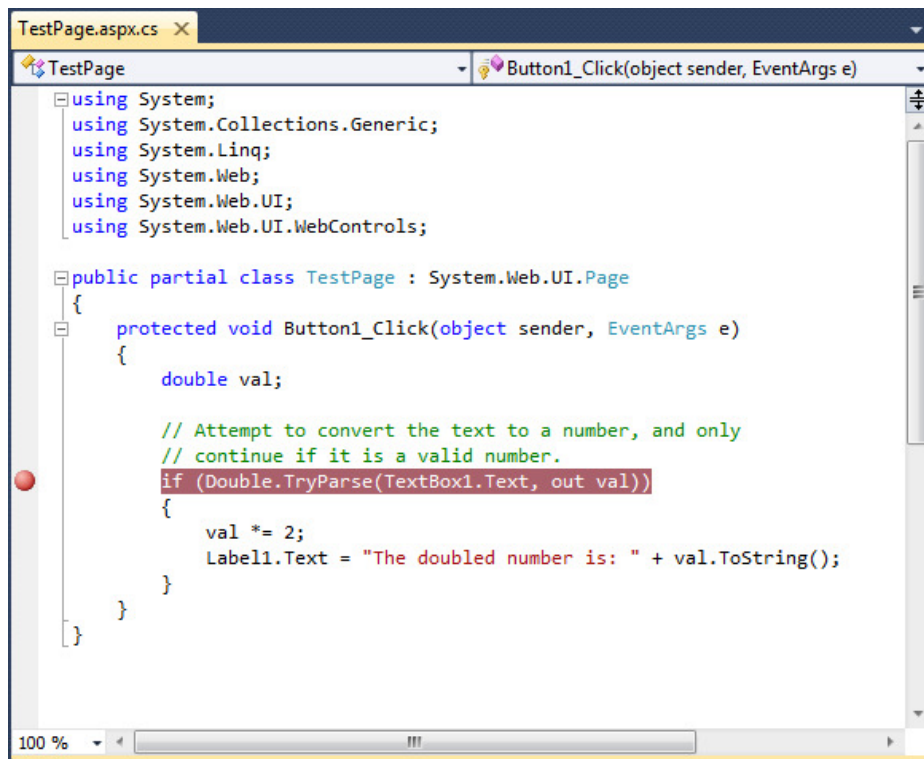 TestPage.aspx.cs
TestPage Button1_Click(object sender, EventArgs e)
using System;
using System.Collections.Generic;
using System.Linq;
using System.Web;
using System.Web.UI;
using System.Web.UI.WebControls;
public partial class TestPage : System.Web.UI.Page
{
protected void Button1_Click(object sender, EventArgs e)
{
double val;
// Attempt to convert the text to a number, and only
// continue if it is a valid number.
if (Double.TryParse(TextBox1.Text, out val))
{
val *= 2;
Label1.Text = "The doubled number is: " + val.ToString();
}
}
}
100 %